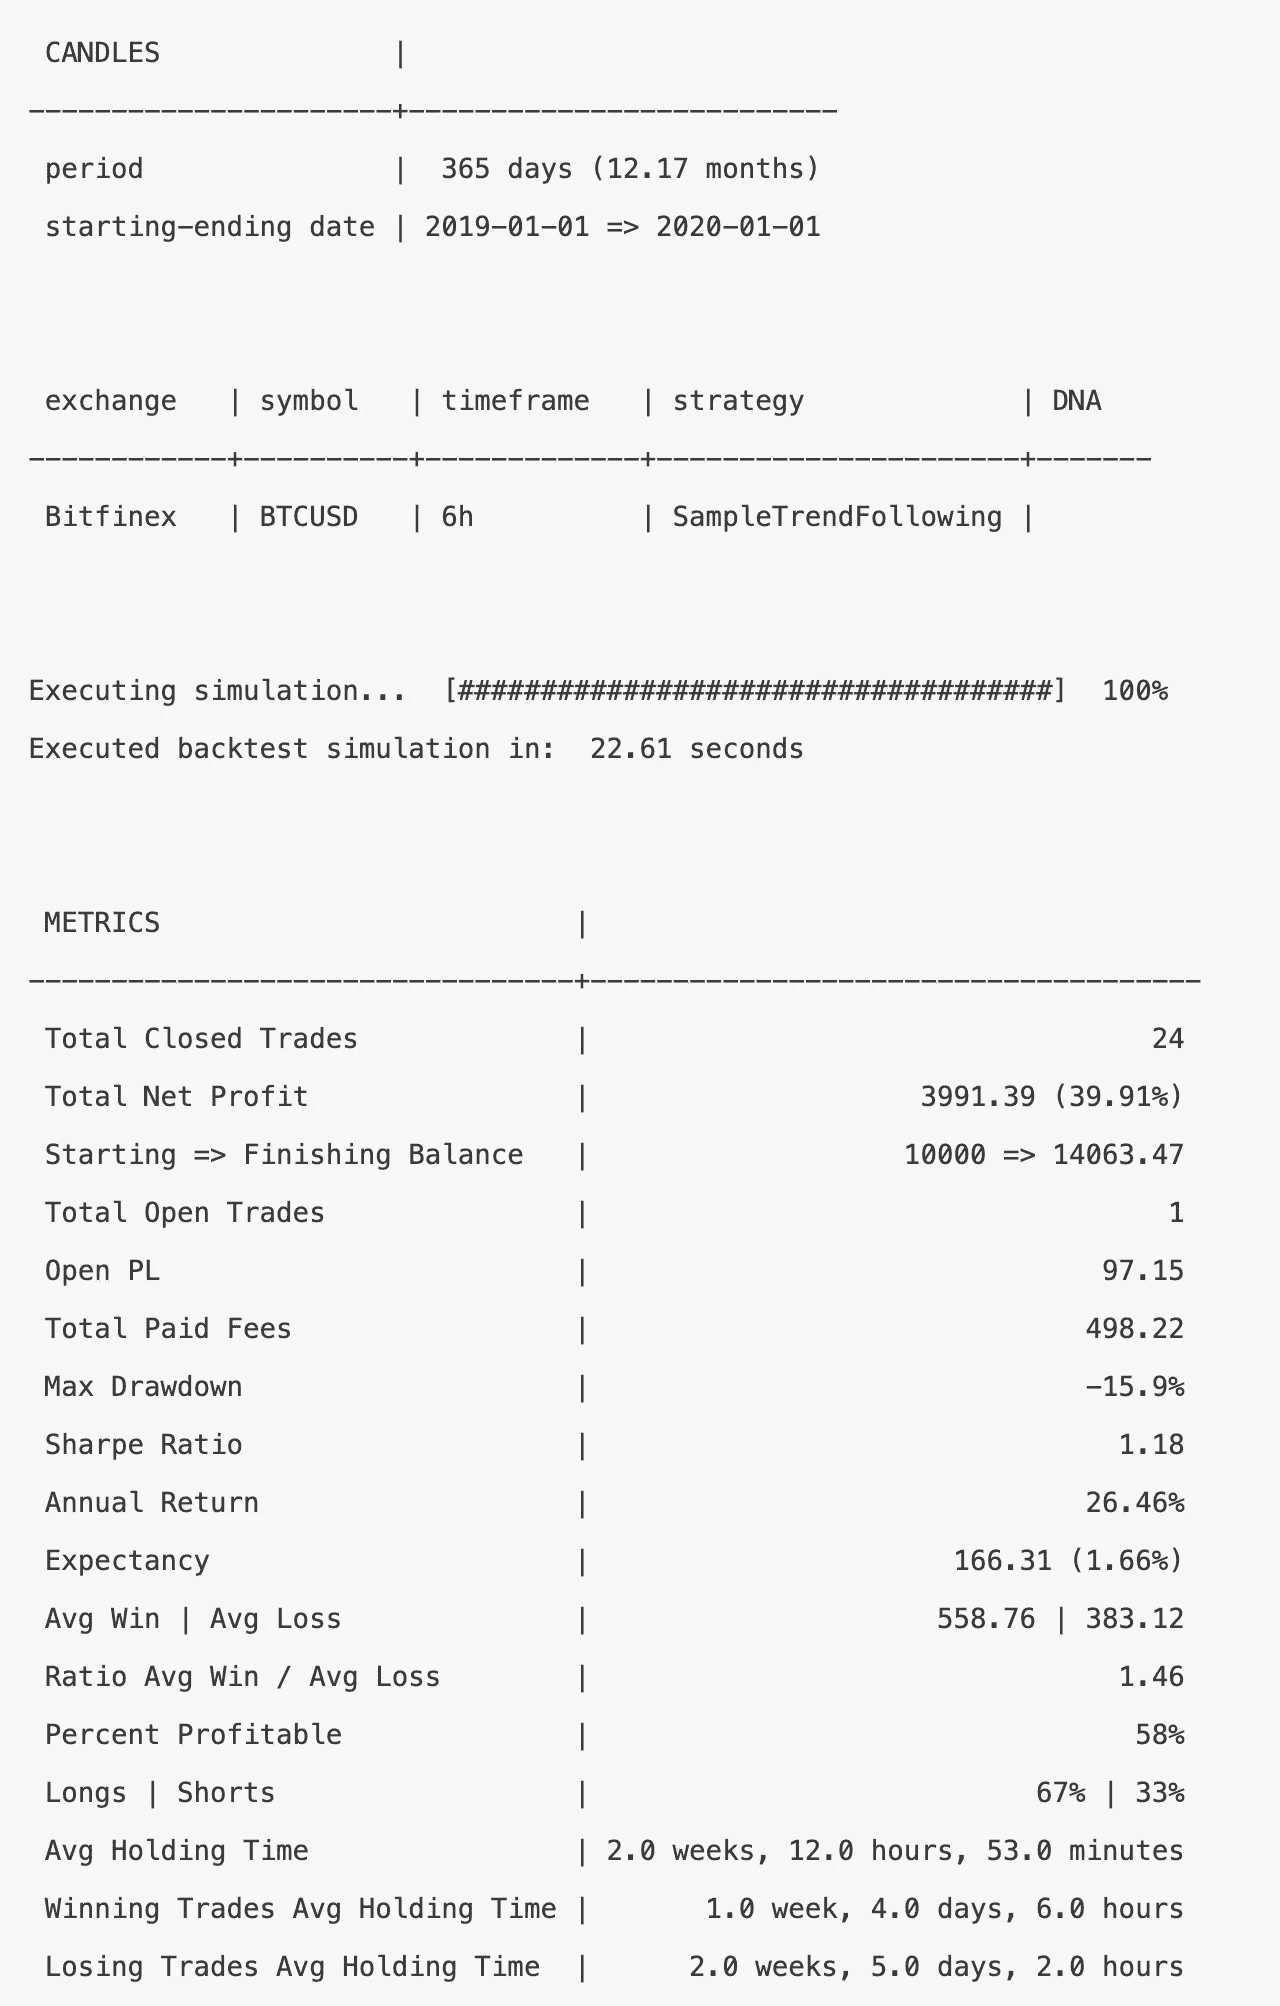 CANDLES              |
----------------------+--------------------------
period               |  365 days (12.17 months)
starting-ending date | 2019-01-01 => 2020-01-01
exchange   | symbol   | timeframe   | strategy             | DNA
------------+----------+-------------+----------------------+-------
Bitfinex   | BTCUSD   | 6h          | SampleTrendFollowing |
Executing simulation...  [####################################]  100%
Executed backtest simulation in:  22.61 seconds
METRICS                         |
---------------------------------+-------------------------------------
Total Closed Trades             |                                  24
Total Net Profit                |                    3991.39 (39.91%)
Starting => Finishing Balance   |                   10000 => 14063.47
Total Open Trades               |                                   1
Open PL                         |                               97.15
Total Paid Fees                 |                              498.22
Max Drawdown                    |                              -15.9%
Sharpe Ratio                    |                                1.18
Annual Return                   |                              26.46%
Expectancy                      |                      166.31 (1.66%)
Avg Win | Avg Loss              |                     558.76 | 383.12
Ratio Avg Win / Avg Loss        |                                1.46
Percent Profitable              |                                 58%
Longs | Shorts                  |                           67% | 33%
Avg Holding Time                | 2.0 weeks, 12.0 hours, 53.0 minutes
Winning Trades Avg Holding Time |       1.0 week, 4.0 days, 6.0 hours
Losing Trades Avg Holding Time  |      2.0 weeks, 5.0 days, 2.0 hours